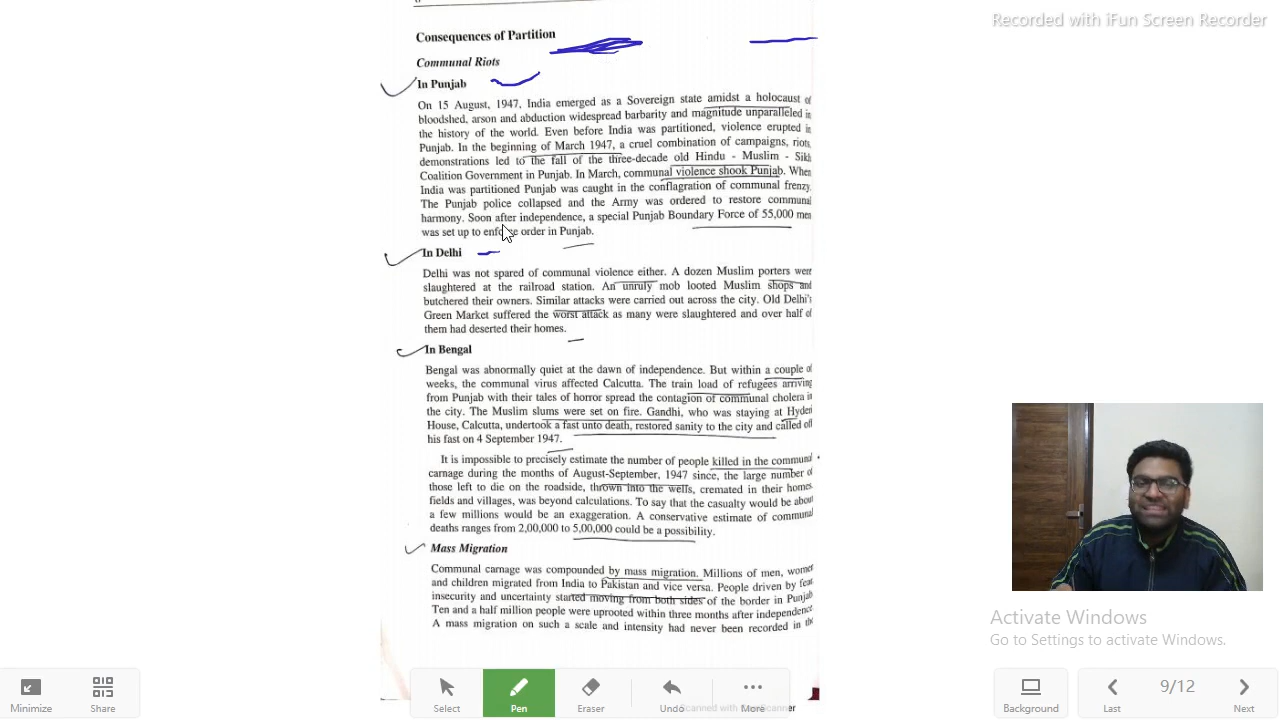 Recorded with iFun Screen Recorder
Consequences of Partition
Communal Riots
In Punjab
On 15 August, 1947, India emerged as a Sovereign state amidst a holocaust of
bloodshed, arson and abduction widespread barbarity and magnitude unparalleled in
the history of the world. Even before India was partitioned, violence erupted in
Punjab. In the beginning of March 1947, a cruel combination of campaigns, riots,
demonstrations led to the fall of the three-decade old Hindu - Muslim - Sikh
Coalition Government in Punjab. In March, communal violence shook Punjab. When
India was partitioned Punjab was caught in the conflagration of communal frenzy.
The Punjab police collapsed and the Army was ordered to restore communal
harmony. Soon after independence, a special Punjab Boundary Force of 55,000 men
was set up to enforce order in Punjab.
In Delhi
Delhi was not spared of communal violence either. A dozen Muslim porters were
slaughtered at the railroad station. An unruly mob looted Muslim shops and
butchered their owners. Similar attacks were carried out across the city. Old Delhi's
Green Market suffered the worst attack as many were slaughtered and over half of
them had deserted their homes.
In Bengal
Bengal was abnormally quiet at the dawn of independence. But within a couple of
weeks, the communal virus affected Calcutta. The train load of refugees arriving
from Punjab with their tales of horror spread the contagion of communal cholera in
the city. The Muslim slums were set on fire. Gandhi, who was staying at Hyderi
House, Calcutta, undertook a fast unto death, restored sanity to the city and called off
his fast on 4 September 1947.
It is impossible to precisely estimate the number of people killed in the communal
carnage during the months of August-September, 1947 since, the large number of
those left to die on the roadside, thrown into the wells, cremated in their homes
fields and villages, was beyond calculations. To say that the casualty would be about
a few millions would be an exaggeration. A conservative estimate of communal
deaths ranges from 2,00,000 to 5,00,000 could be a possibility.
Mass Migration
Communal carnage was compounded by mass migration. Millions of men, women
and children migrated from India to Pakistan and vice versa. People driven by fear
insecurity and uncertainty started moving from both sides of the border in Punjab
Ten and a half million people were uprooted within three months after independence
A mass migration on such a scale and intensity had never been recorded in the
Activate Windows
Go to Settings to activate Windows.
Minimize
Share
Select
Pen
Eraser
Undo
More
Scanned with
Background
Last
9/12
Next